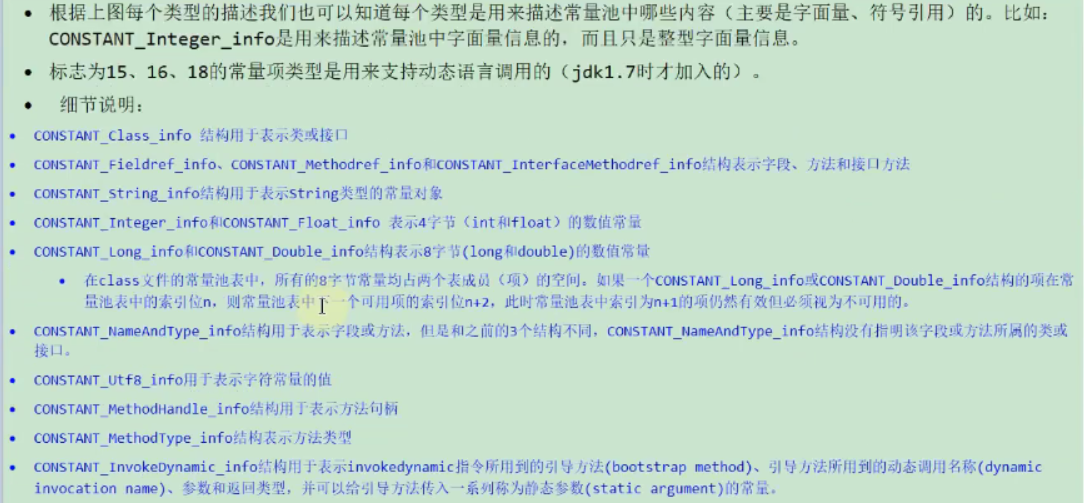 • 根据上图每个类型的描述我们也可以知道每个类型是用来描述常量池中哪些内容（主要是字面量、符号引用）的。比如：
CONSTANT_Integer_info是用来描述常量池中字面量信息的，而且只是整型字面量信息。
• 标志为15、16、18的常量项类型是用来支持动态语言调用的（jdk1.7时才加入的）。
• 细节说明：
• CONSTANT_Class_info 结构用于表示类或接口
• CONSTANT_Fieldref_info、CONSTANT_Methodref_info和CONSTANT_InterfaceMethodref_info结构表示字段、方法和接口方法
• CONSTANT_String_info结构用于表示String类型的常量对象
• CONSTANT_Integer_info和CONSTANT_Float_info 表示4字节（int和float）的数值常量
• CONSTANT_Long_info和CONSTANT_Double_info结构表示8字节(long和double)的数值常量
• 在class文件的常量池表中，所有的8字节常量均占两个表成员（项）的空间。如果一个CONSTANT_Long_info或CONSTANT_Double_info结构的项在常
量池表中的索引位n，则常量池表中下一个可用项的索引位n+2，此时常量池表中索引为n+1的项仍然有效但必须视为不可用的。
• CONSTANT_NameAndType_info结构用于表示字段或方法，但是和之前的3个结构不同，CONSTANT_NameAndType_info结构没有指明该字段或方法所属的类或
接口。
• CONSTANT_Utf8_info用于表示字符常量的值
• CONSTANT_MethodHandle_info结构用于表示方法句柄
• CONSTANT_MethodType_info结构表示方法类型
• CONSTANT_InvokeDynamic_info结构用于表示invokedynamic指令所用到的引导方法(bootstrap method)、引导方法所用到的动态调用名称(dynamic
invocation name)、参数和返回类型，并可以给引导方法传入一系列称为静态参数(static argument)的常量。